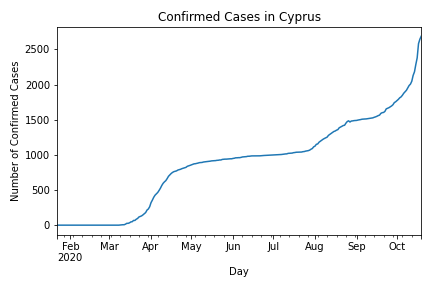 Confirmed Cases in Cyprus
Number of Confirmed Cases
2500
2000
1500
1000
500
0
Feb Mar Apr May Jun Jul Aug Sep Oct
2020
Day